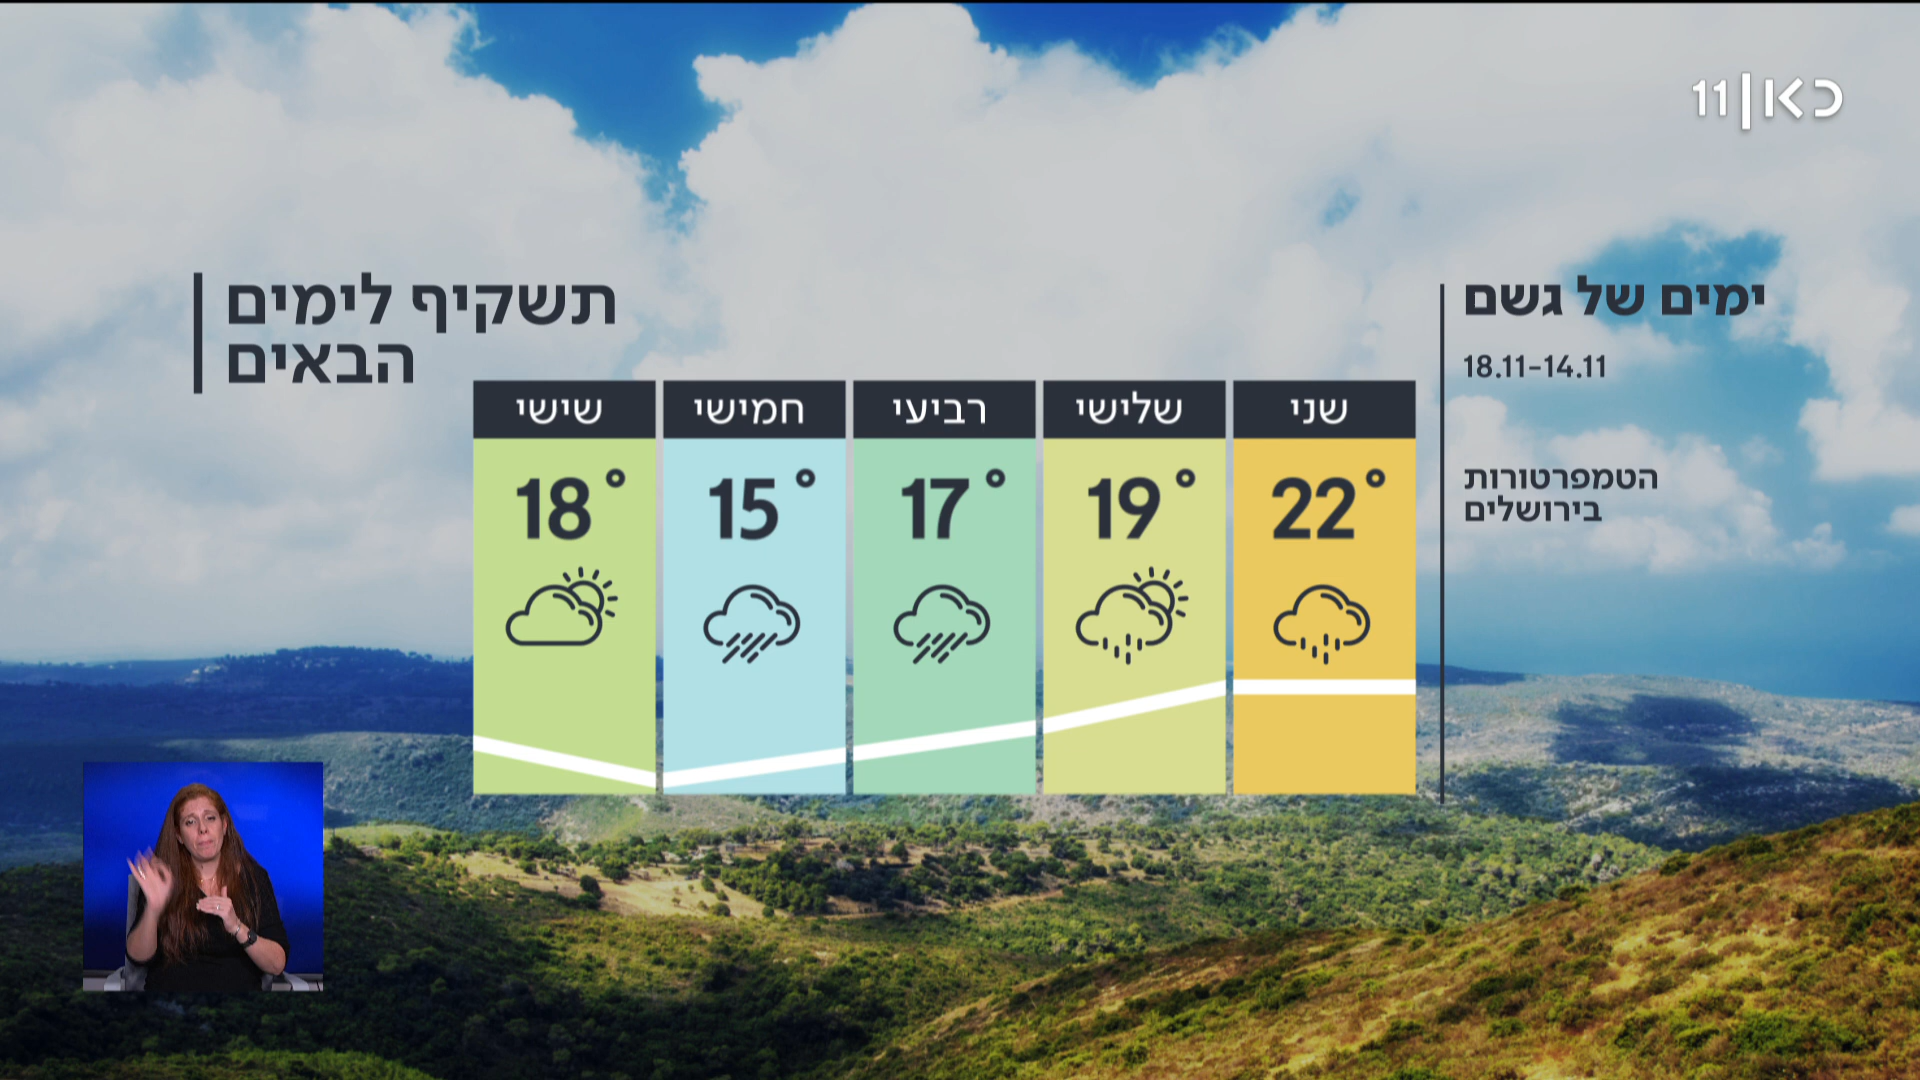 כאן 11
תשקיף לימים
הבאים
ימים של גשם
18.11-14.11
הטמפרטורות
בירושלים
שני
22°
שלישי
19°
רביעי
17°
חמישי
15°
שישי
18°